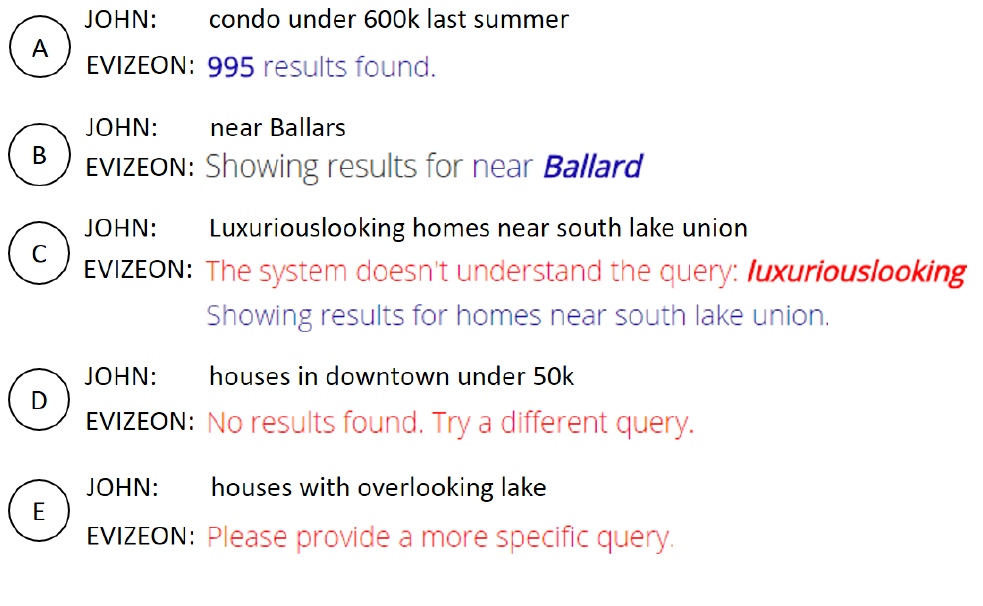 A JOHN: condo under 600k last summer
EVIZEON: 995 results found.
B JOHN: near Ballars
EVIZEON: Showing results for near Ballard
C JOHN: Luxuriouslooking homes near south lake union
EVIZEON: The system doesn't understand the query: luxuriouslooking
Showing results for homes near south lake union.
D JOHN: houses in downtown under 50k
EVIZEON: No results found. Try a different query.
E JOHN: houses with overlooking lake
EVIZEON: Please provide a more specific query.